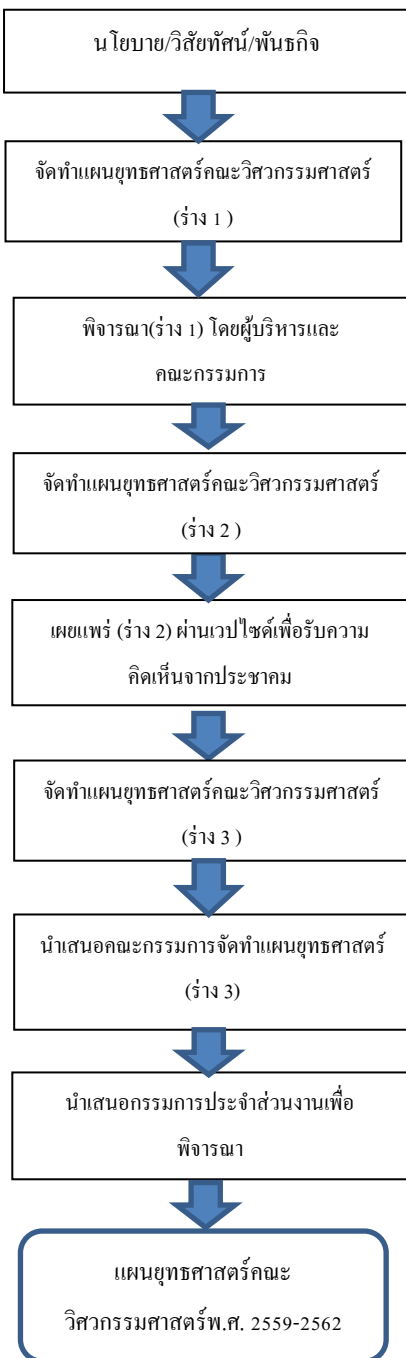 นโยบาย/วิสัยทัศน์/พันธกิจ
จัดทำแผนยุทธศาสตร์คณะวิศวกรรมศาสตร์
(ร่าง 1 )
พิจารณา(ร่าง 1) โดยผู้บริหารและ
คณะกรรมการ
จัดทำแผนยุทธศาสตร์คณะวิศวกรรมศาสตร์
(ร่าง 2 )
เผยแพร่ (ร่าง 2) ผ่านเวปไซด์เพื่อรับความ
คิดเห็นจากประชาคม
จัดทำแผนยุทธศาสตร์คณะวิศวกรรมศาสตร์
(ร่าง 3 )
นำเสนอคณะกรรมการจัดทำแผนยุทธศาสตร์
(ร่าง 3)
นำเสนอกรรมการประจำส่วนงานเพื่อ
พิจารณา
แผนยุทธศาสตร์คณะ
วิศวกรรมศาสตร์พ.ศ. 2559-2562